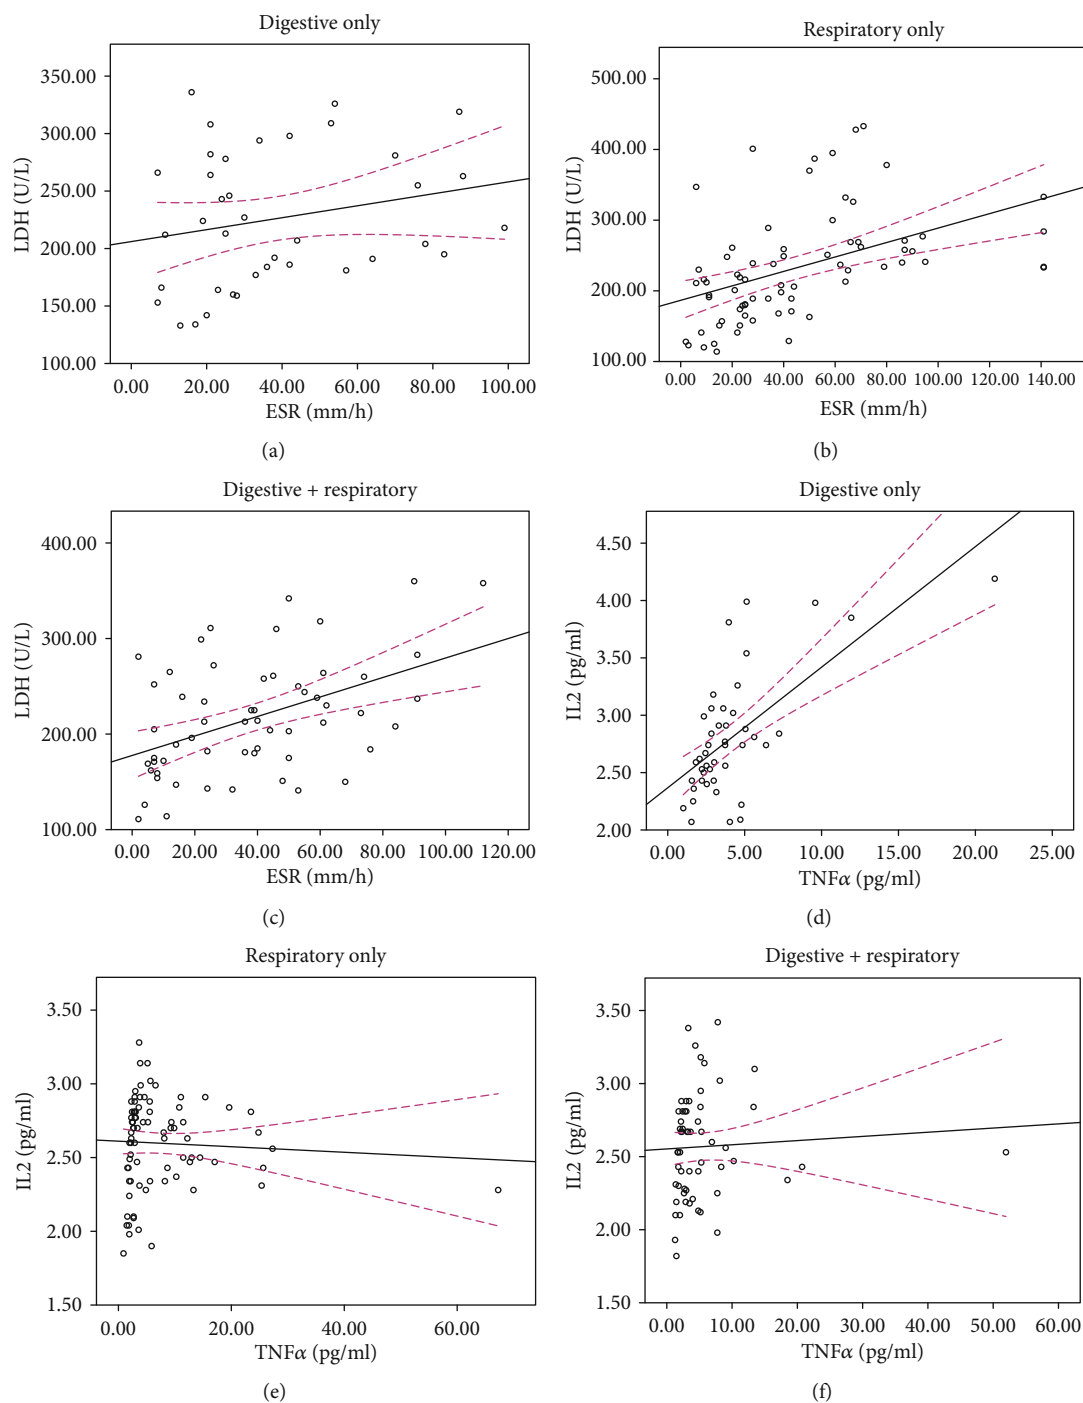 Digestive only
LDH (U/L)
350.00
300.00
250.00
200.00
150.00
100.00
0.00 20.00 40.00 60.00 80.00 100.00
ESR (mm/h)
(a)
Respiratory only
LDH (U/L)
500.00
400.00
300.00
200.00
100.00
0.00 20.00 40.00 60.00 80.00 100.00 120.00 140.00
ESR (mm/h)
(b)
Digestive + respiratory
LDH (U/L)
400.00
300.00
200.00
100.00
0.00 20.00 40.00 60.00 80.00 100.00 120.00
ESR (mm/h)
(c)
Digestive only
IL2 (pg/ml)
4.50
4.00
3.50
3.00
2.50
2.00
0.00 5.00 10.00 15.00 20.00 25.00
TNFα (pg/ml)
(d)
Respiratory only
IL2 (pg/ml)
3.50
3.00
2.50
2.00
1.50
0.00 20.00 40.00 60.00
TNFα (pg/ml)
(e)
Digestive + respiratory
IL2 (pg/ml)
3.50
3.00
2.50
2.00
1.50
0.00 10.00 20.00 30.00 40.00 50.00 60.00
TNFα (pg/ml)
(f)